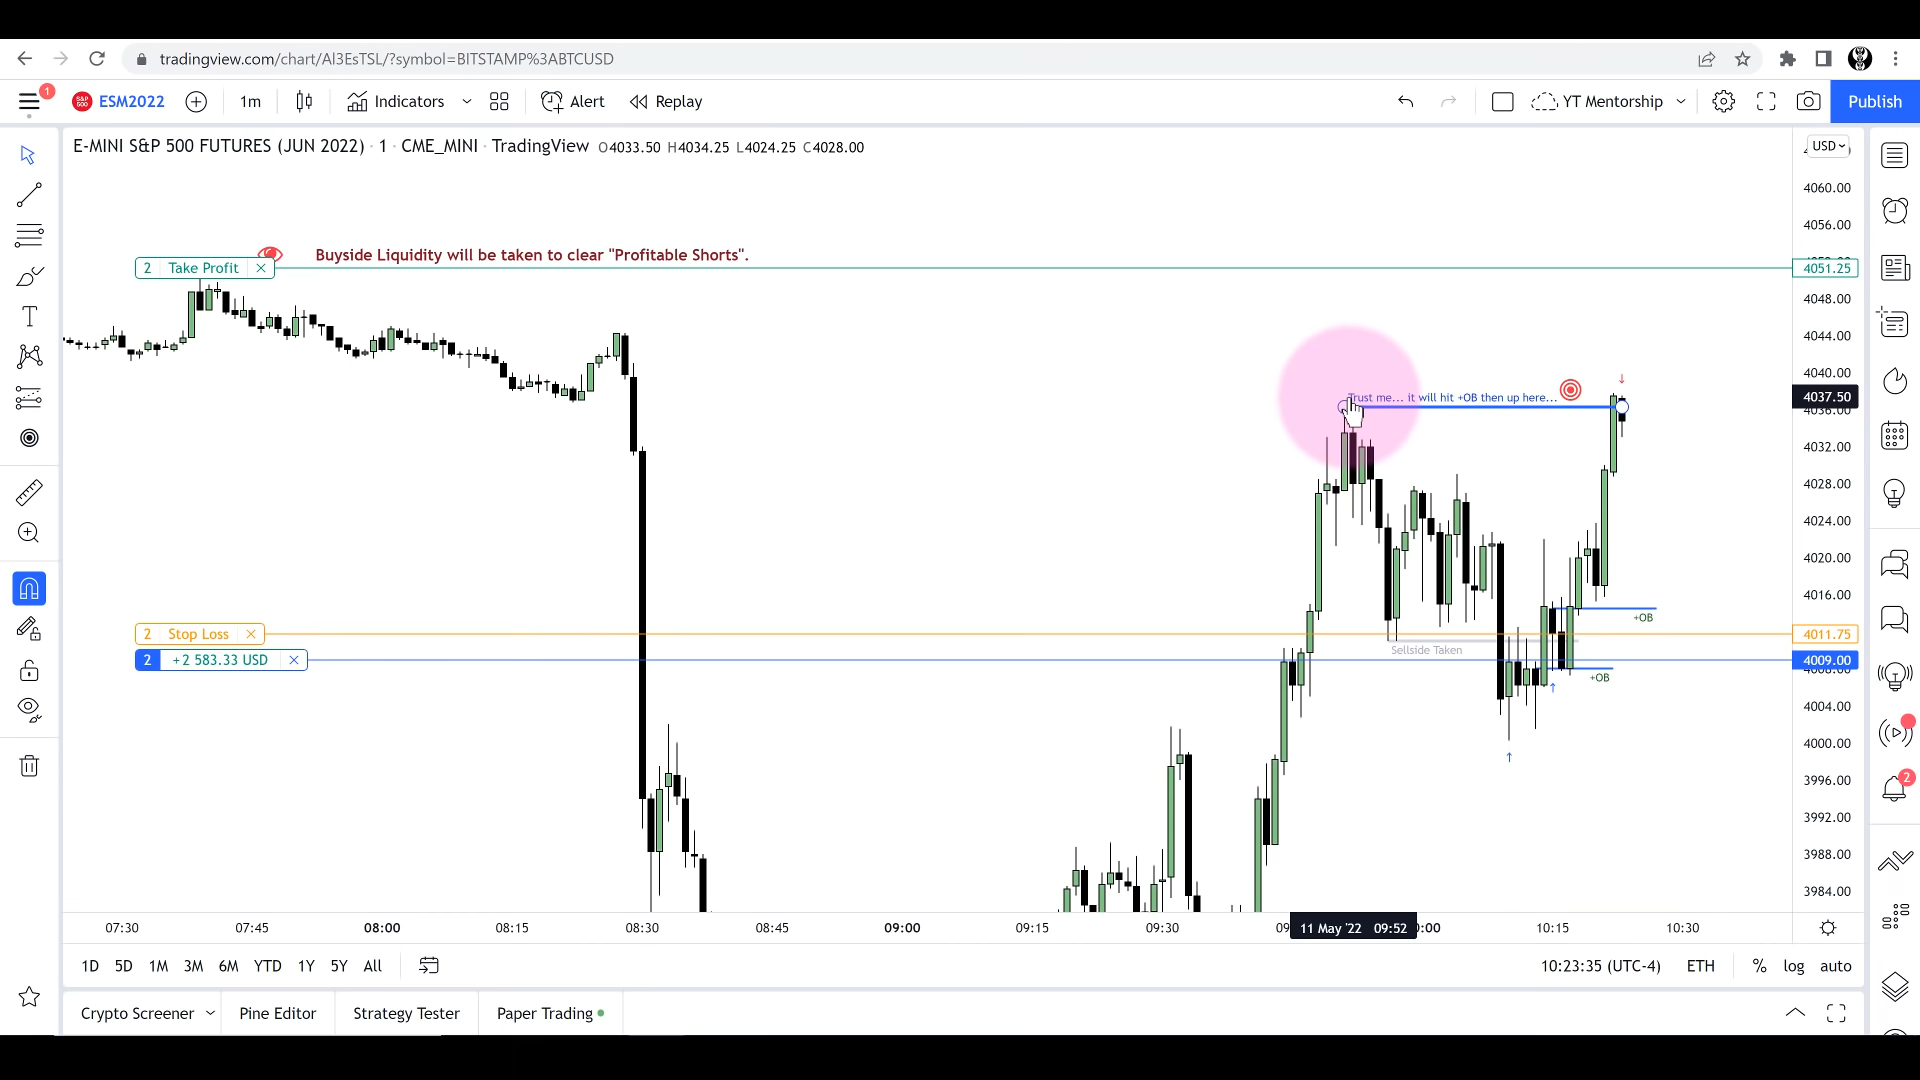 tradingview.com/chart/Al3EsTSL/?symbol=BITSTAMP%3ABTCUSD
1 S&P 500 ESM2022 1m Indicators Alert Replay YT Mentorship Publish
E-MINI S&P 500 FUTURES (JUN 2022) · 1 · CME_MINI · TradingView O4033.50 H4034.25 L4024.25 C4028.00
USD
4060.00
4056.00
Buyside Liquidity will be taken to clear "Profitable Shorts".
2 Take Profit
4051.25
4048.00
4044.00
4040.00
Trust me... it will hit +OB then up here...
4037.50
4036.00
4032.00
4028.00
4024.00
4020.00
4016.00
+OB
2 Stop Loss
4011.75
Sellside Taken
2 +2 583.33 USD
4009.00
+OB
4004.00
4000.00
3996.00
2
3992.00
3988.00
3984.00
07:30 07:45 08:00 08:15 08:30 08:45 09:00 09:15 09:30 11 May '22 09:52 10:15 10:30
1D 5D 1M 3M 6M YTD 1Y 5Y All 10:23:35 (UTC-4) ETH % log auto
Crypto Screener Pine Editor Strategy Tester Paper Trading